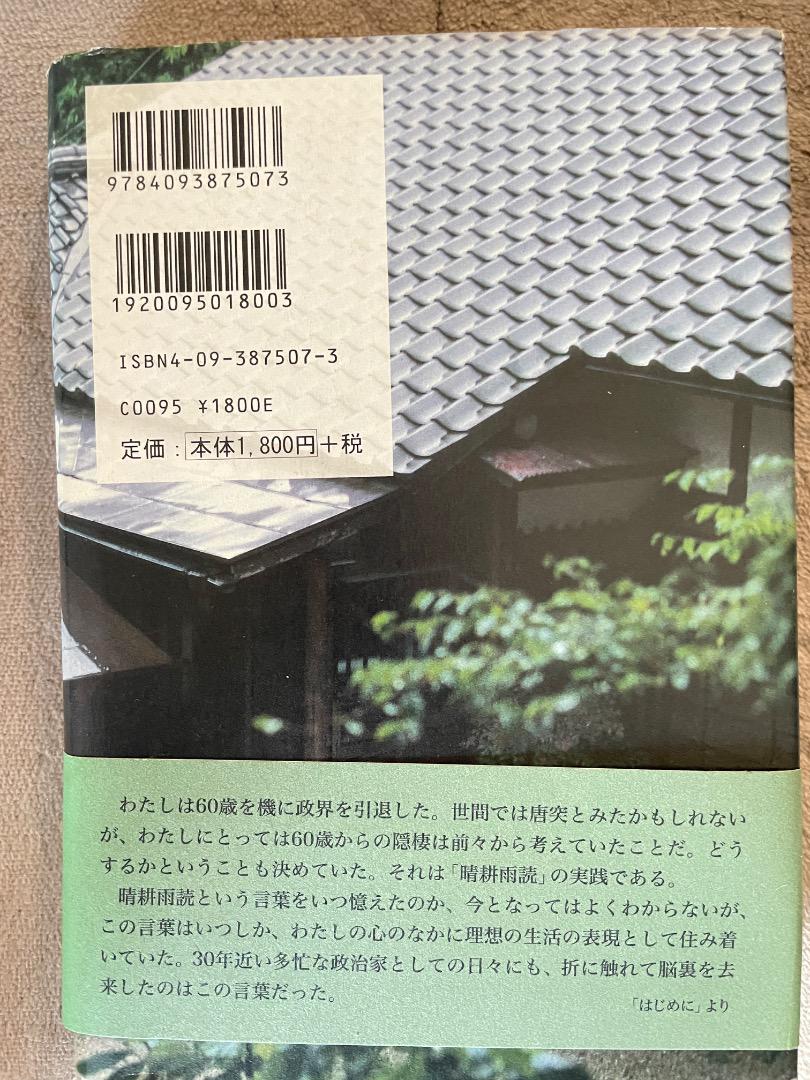 9784093875073
1920095018003
ISBN4-09-387507-3
C0095 ¥1800E
定価：本体1,800円＋税
わたしは60歳を機に政界を引退した。世間では唐突とみたかもしれない
が、わたしにとっては60歳からの隠棲は前々から考えていたことだ。どう
するかということも決めていた。それは「晴耕雨読」の実践である。
晴耕雨読という言葉をいつ憶えたのか、今となってはよくわからないが、
この言葉はいつしか、わたしの心のなかに理想の生活の表現として住み着
いていた。30年近い多忙な政治家としての日々にも、折に触れて脳裏を去
来したのはこの言葉だった。
「はじめに」より